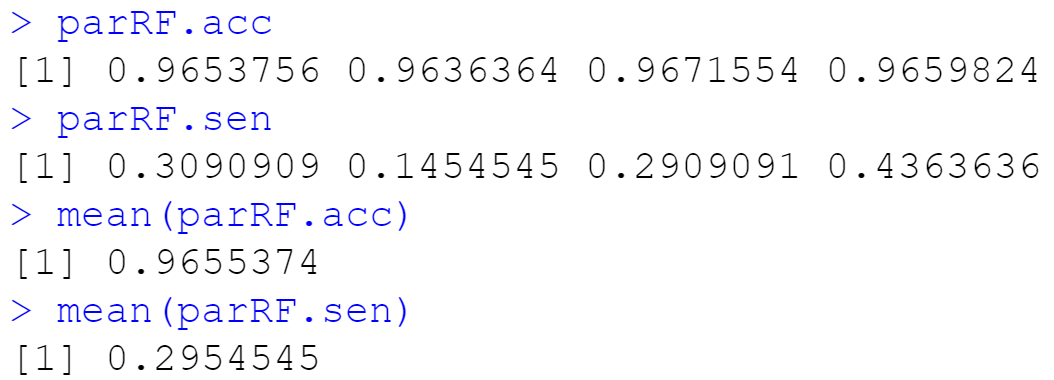 > parRF.acc
[1] 0.9653756 0.9636364 0.9671554 0.9659824
> parRF.sen
[1] 0.3090909 0.1454545 0.2909091 0.4363636
> mean(parRF.acc)
[1] 0.9655374
> mean(parRF.sen)
[1] 0.2954545